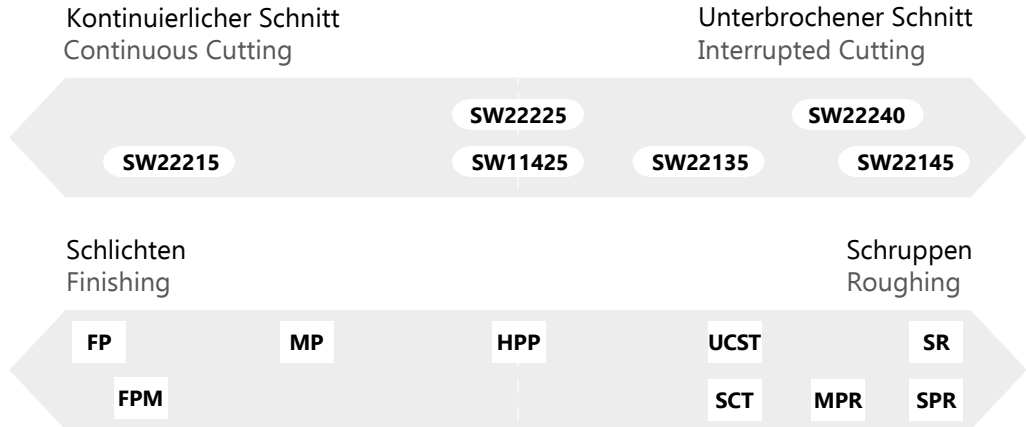 Kontinuierlicher Schnitt
Continuous Cutting
Unterbrochener Schnitt
Interrupted Cutting
SW22225 SW22240
SW22215 SW11425 SW22135 SW22145
Schlichten
Finishing
Schruppen
Roughing
FP MP HPP UCST SR
FPM SCT MPR SPR